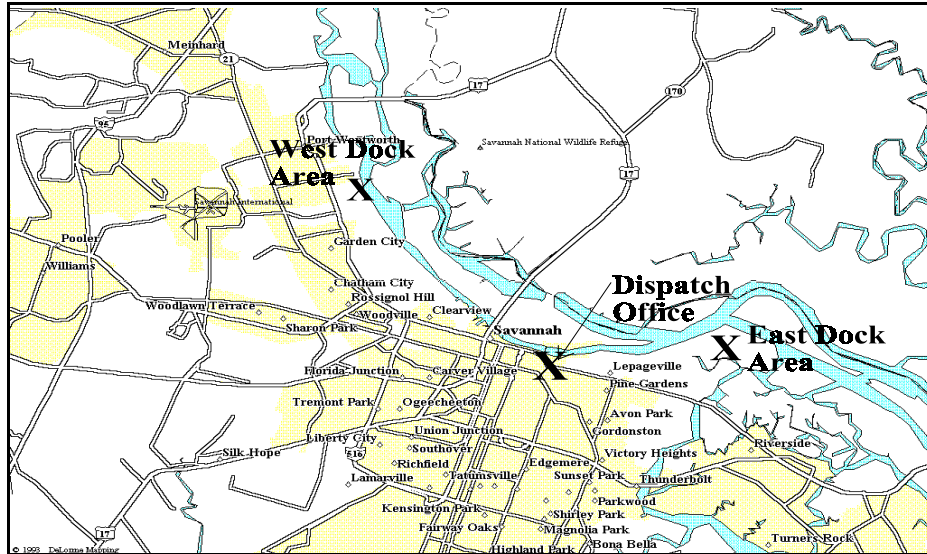 Meinhard
21
17
95
170
Port Wentworth
Savannah National Wildlife Refuge
West Dock
Area
X
17
Savannah International
Pooler
Garden City
Williams
Chatham City
Dispatch
Office
Rossignol Hill
Woodlawn Terrace
Woodville
Clearview
Sharon Park
Savannah
X
East Dock
Area
X
Lepageville
Florida Junction
Carver Village
Pine Gardens
Tremont Park
Ogeecheeton
Avon Park
Union Junction
Gordonston
Liberty City
Riverside
516
Southover
Silk Hope
Victory Heights
Richfield
Edgemere
Tatumsville
Sunset Park
Lamarville
Thunderbolt
Parkwood
Kensington Park
Shirley Park
17
Fairway Oaks
Magnolia Park
Turners Rock
Highland Park
Bona Bella
© 1993 DeLorme Mapping